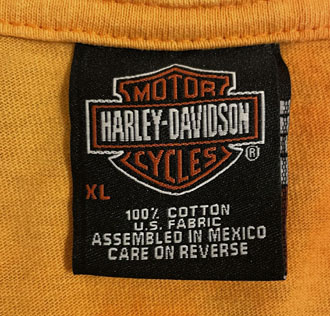 MOTOR
HARLEY-DAVIDSON
CYCLES ®
XL
100% COTTON
U.S. FABRIC
ASSEMBLED IN MEXICO
CARE ON REVERSE